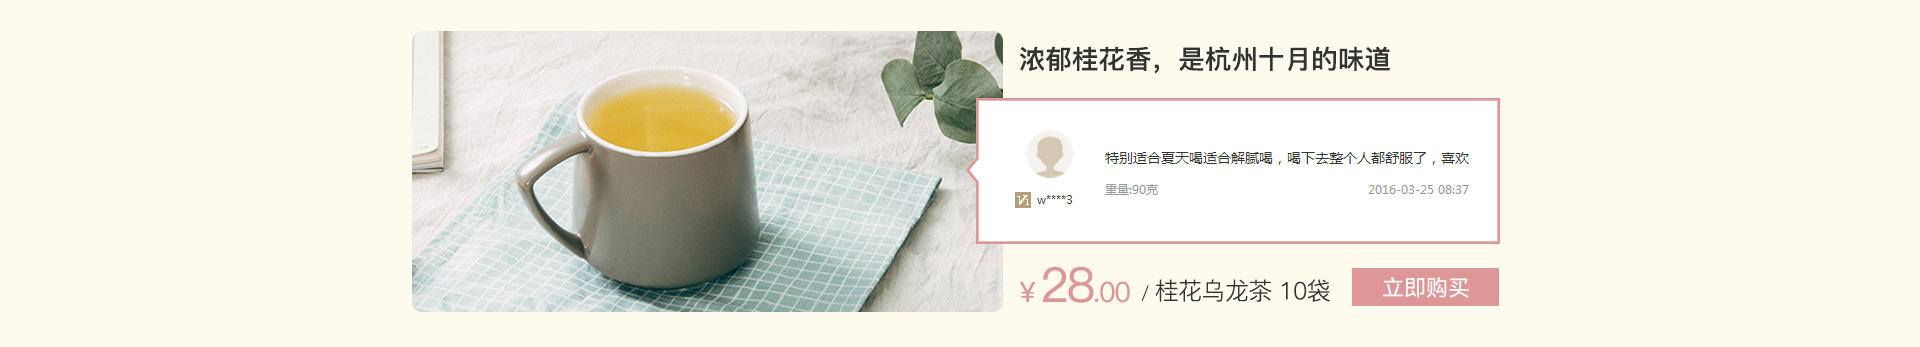 浓郁桂花香，是杭州十月的味道
特别适合夏天喝适合解腻喝，喝下去整个人都舒服了，喜欢
重量:90克 2016-03-25 08:37
V1 w****3
¥28.00 / 桂花乌龙茶 10袋 立即购买